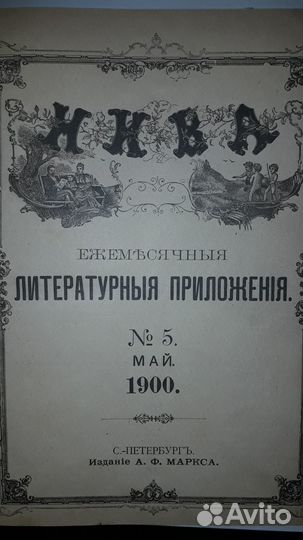 НИВА
ЕЖЕМѢСЯЧНЫЯ
ЛИТЕРАТУРНЫЯ ПРИЛОЖЕНІЯ.
№ 5.
МАЙ.
1900.
С.-ПЕТЕРБУРГЪ.
Изданіе А. Ф. МАРКСА.
Avito